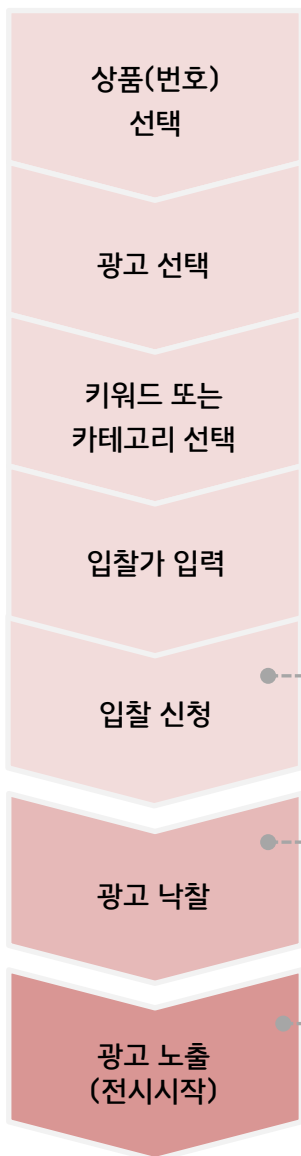 상품(번호)
선택
광고 선택
키워드 또는
카테고리 선택
입찰가 입력
입찰 신청
광고 낙찰
광고 노출
(전시시작)